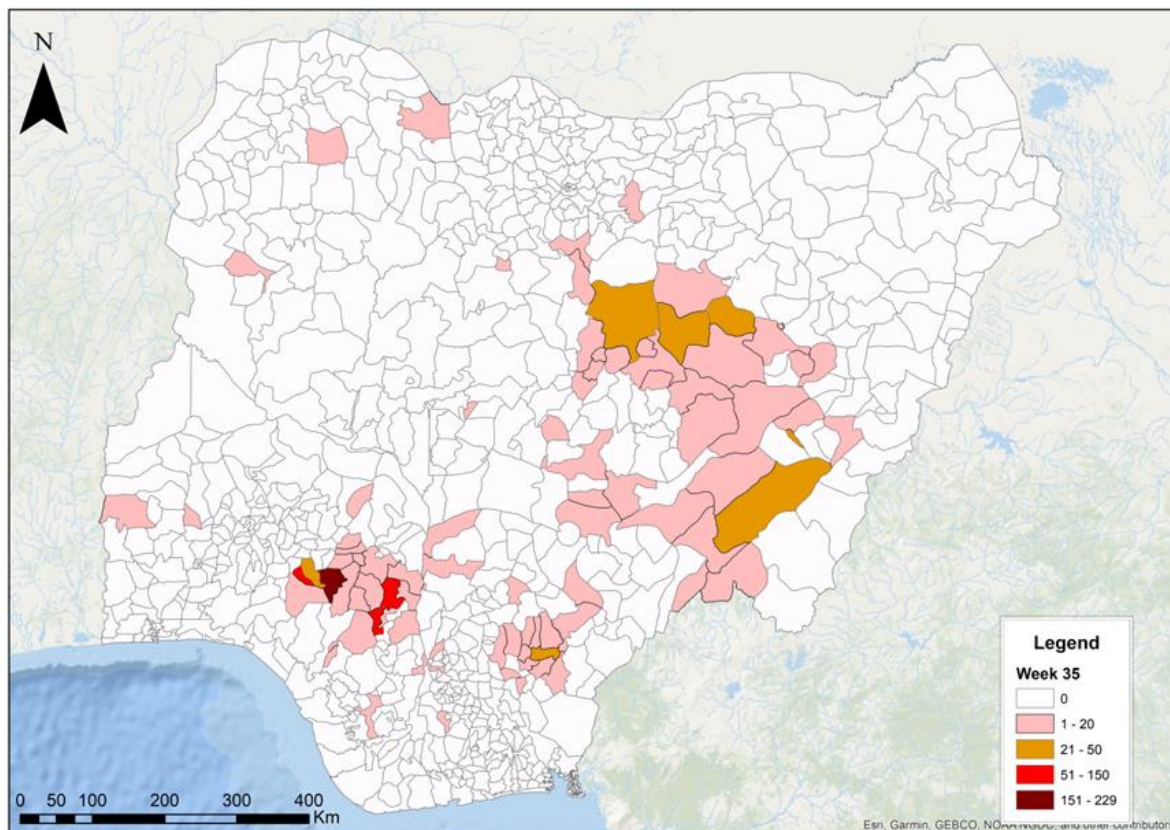 N
Legend
Week 35
0
1 - 20
21 - 50
51 - 150
151 - 229
0 50 100 200 300 400
Km
Esri, Garmin, GEBCO, NOAA NGDC, and other contributor